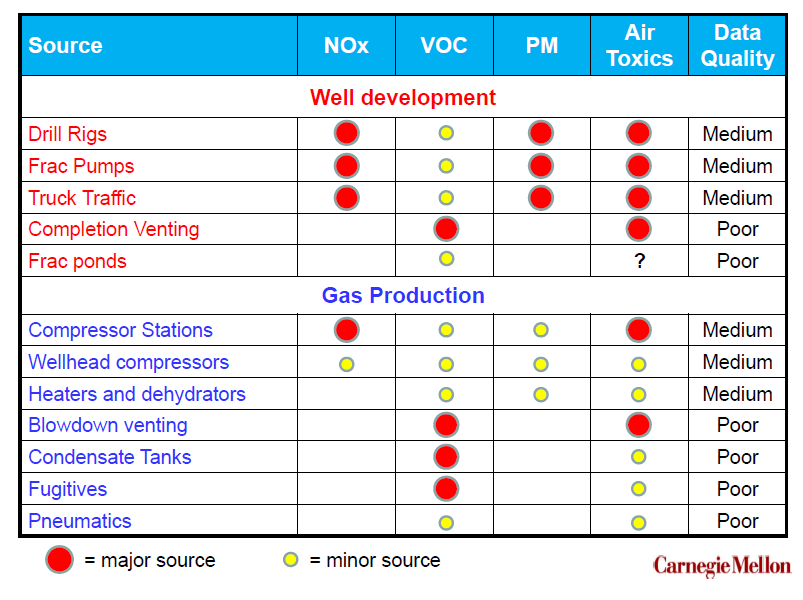 Source NOx VOC PM Air Toxics Data Quality
Well development
Drill Rigs Medium
Frac Pumps Medium
Truck Traffic Medium
Completion Venting Poor
Frac ponds ? Poor
Gas Production
Compressor Stations Medium
Wellhead compressors Medium
Heaters and dehydrators Medium
Blowdown venting Poor
Condensate Tanks Poor
Fugitives Poor
Pneumatics Poor
= major source = minor source
Carnegie Mellon